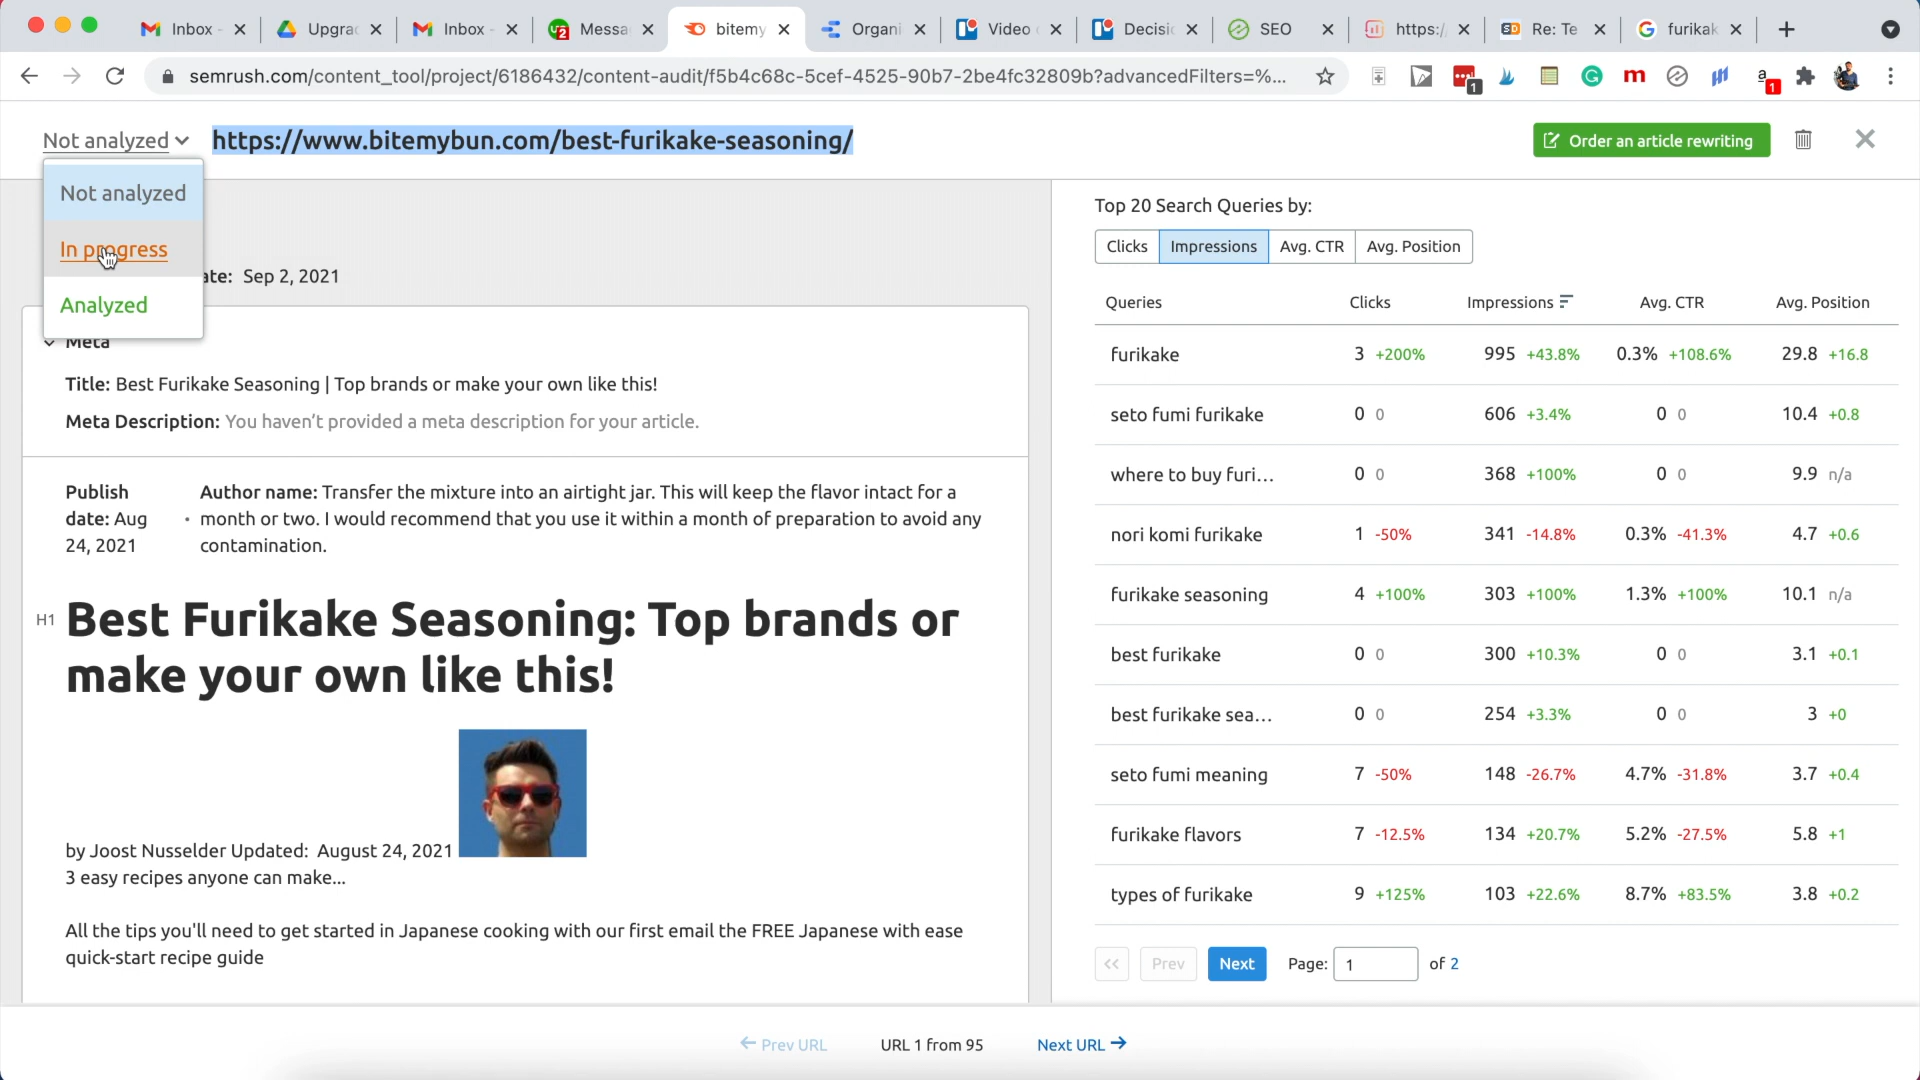 Inbox -
Upgrad
Inbox -
Messa
bitemy
Organi
Video
Decisic
SEO
https:/
Re: Te
furikak
semrush.com/content_tool/project/6186432/content-audit/f5b4c68c-5cef-4525-90b7-2be4fc32809b?advancedFilters=%...
1
m
a
1
Not analyzed
https://www.bitemybun.com/best-furikake-seasoning/
Order an article rewriting
Not analyzed
In progress
Analyzed
ate: Sep 2, 2021
Meta
Title: Best Furikake Seasoning | Top brands or make your own like this!
Meta Description: You haven’t provided a meta description for your article.
Publish date: Aug 24, 2021
• Author name: Transfer the mixture into an airtight jar. This will keep the flavor intact for a
month or two. I would recommend that you use it within a month of preparation to avoid any
contamination.
H1 Best Furikake Seasoning: Top brands or
make your own like this!
by Joost Nusselder Updated: August 24, 2021
3 easy recipes anyone can make...
All the tips you'll need to get started in Japanese cooking with our first email the FREE Japanese with ease
quick-start recipe guide
Top 20 Search Queries by:
Clicks Impressions Avg. CTR Avg. Position
Queries Clicks Impressions Avg. CTR Avg. Position
furikake 3 +200% 995 +43.8% 0.3% +108.6% 29.8 +16.8
seto fumi furikake 0 0 606 +3.4% 0 0 10.4 +0.8
where to buy furi... 0 0 368 +100% 0 0 9.9 n/a
nori komi furikake 1 -50% 341 -14.8% 0.3% -41.3% 4.7 +0.6
furikake seasoning 4 +100% 303 +100% 1.3% +100% 10.1 n/a
best furikake 0 0 300 +10.3% 0 0 3.1 +0.1
best furikake sea... 0 0 254 +3.3% 0 0 3 +0
seto fumi meaning 7 -50% 148 -26.7% 4.7% -31.8% 3.7 +0.4
furikake flavors 7 -12.5% 134 +20.7% 5.2% -27.5% 5.8 +1
types of furikake 9 +125% 103 +22.6% 8.7% +83.5% 3.8 +0.2
<< Prev Next Page: 1 of 2
Prev URL URL 1 from 95 Next URL